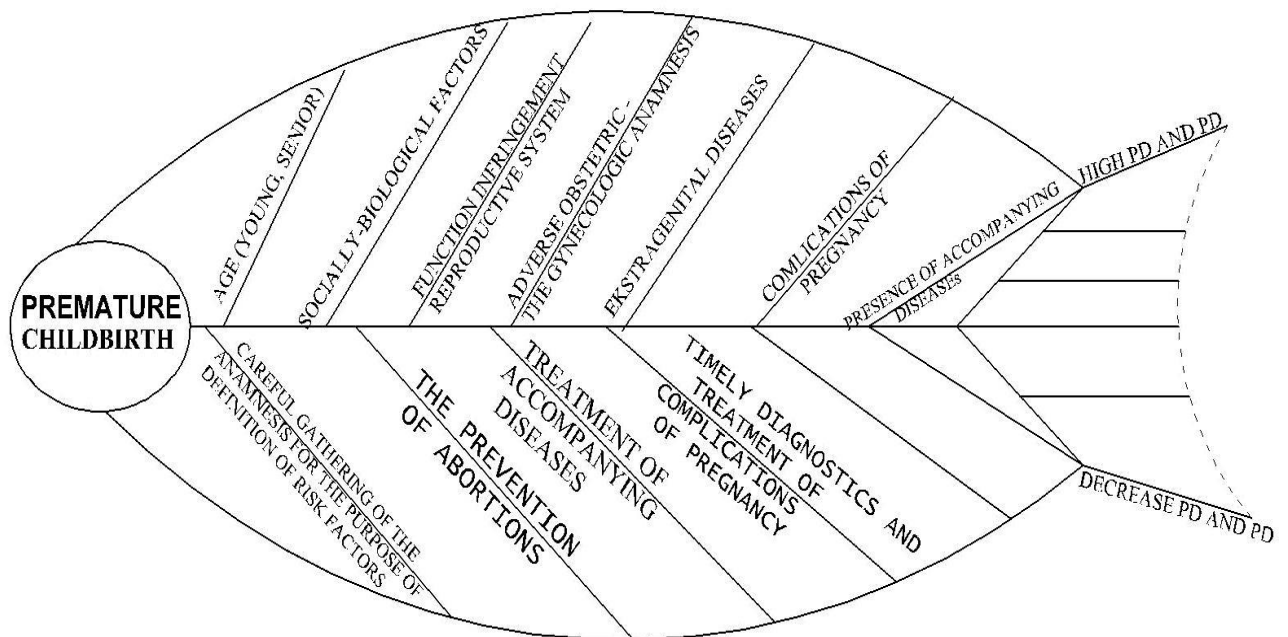 PREMATURE
CHILDBIRTH
AGE (YOUNG, SENIOR)
SOCIALLY-BIOLOGICAL FACTORS
FUNCTION INFRINGEMENT
REPRODUCTIVE SYSTEM
ADVERSE OBSTETRIC -
THE GYNECOLOGIC ANAMNESIS
EKSTRAGENITAL DISEASES
COMLICATIONS OF
PREGNANCY
PRESENCE OF ACCOMPANYING
DISEASEs
HIGH PD AND PD
CAREFUL GATHERING OF THE
ANAMNESIS FOR THE PURPOSE OF
DEFINITION OF RISK FACTORS
THE PREVENTION
OF ABORTIONS
TREATMENT OF
ACCOMPANYING
DISEASES
TIMELY DIAGNOSTICS AND
TREATMENT OF
COMPLICATIONS
OF PREGNANCY
DECREASE PD AND PD